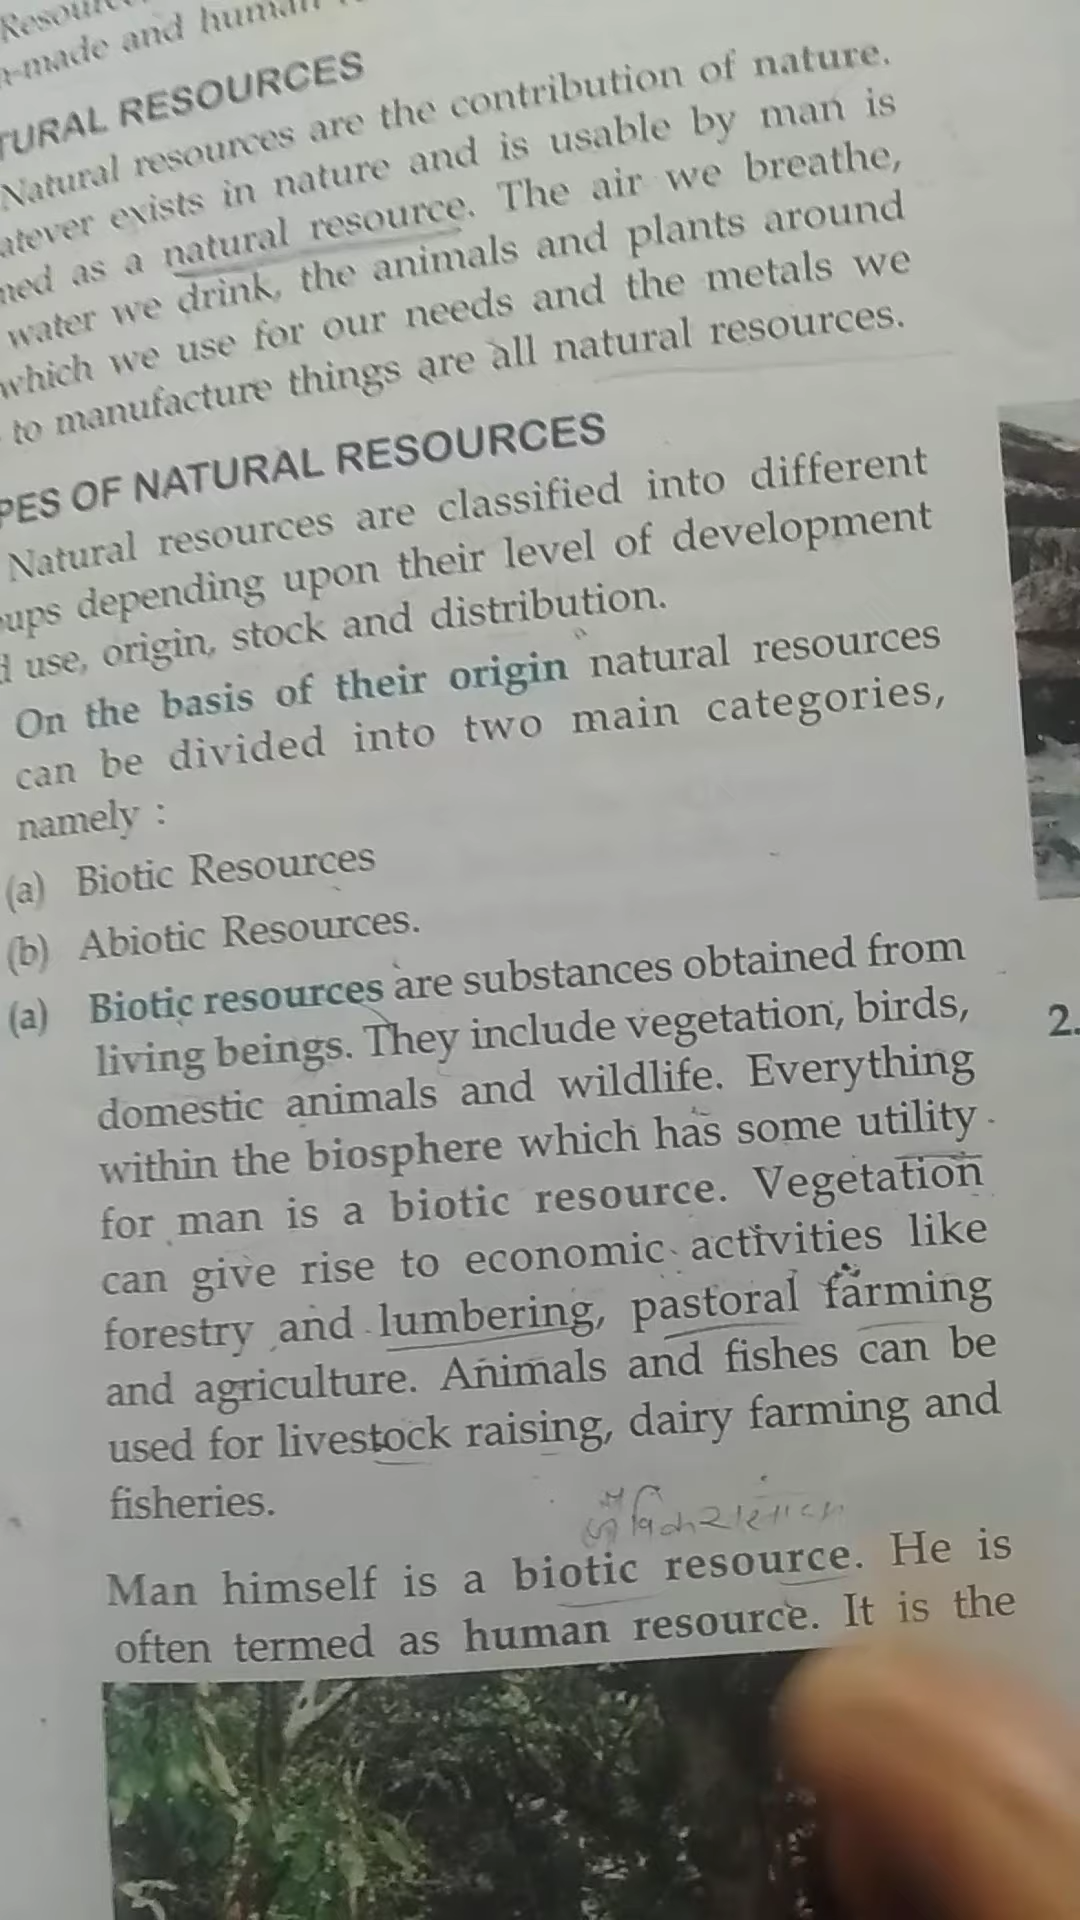 -made and human
TURAL RESOURCES
Natural resources are the contribution of nature.
atever exists in nature and is usable by man is
ned as a natural resource. The air we breathe,
water we drink, the animals and plants around
which we use for our needs and the metals we
to manufacture things are all natural resources.
PES OF NATURAL RESOURCES
Natural resources are classified into different
ups depending upon their level of development
d use, origin, stock and distribution.
On the basis of their origin natural resources
can be divided into two main categories,
namely :
(a) Biotic Resources
(b) Abiotic Resources.
(a) Biotic resources are substances obtained from
living beings. They include vegetation, birds,
domestic animals and wildlife. Everything
within the biosphere which has some utility
for man is a biotic resource. Vegetation
can give rise to economic activities like
forestry and lumbering, pastoral farming
and agriculture. Animals and fishes can be
used for livestock raising, dairy farming and
fisheries.
Man himself is a biotic resource. He is
often termed as human resource. It is the
2.